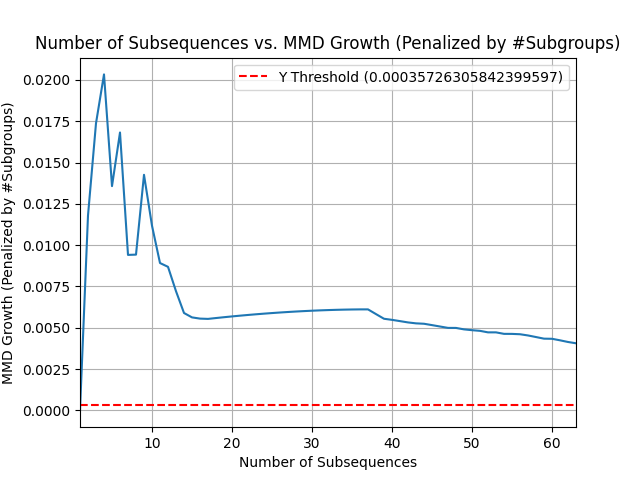 Number of Subsequences vs. MMD Growth (Penalized by #Subgroups)
Y Threshold (0.00035726305842399597)
MMD Growth (Penalized by #Subgroups)
0.0200
0.0175
0.0150
0.0125
0.0100
0.0075
0.0050
0.0025
0.0000
10 20 30 40 50 60
Number of Subsequences